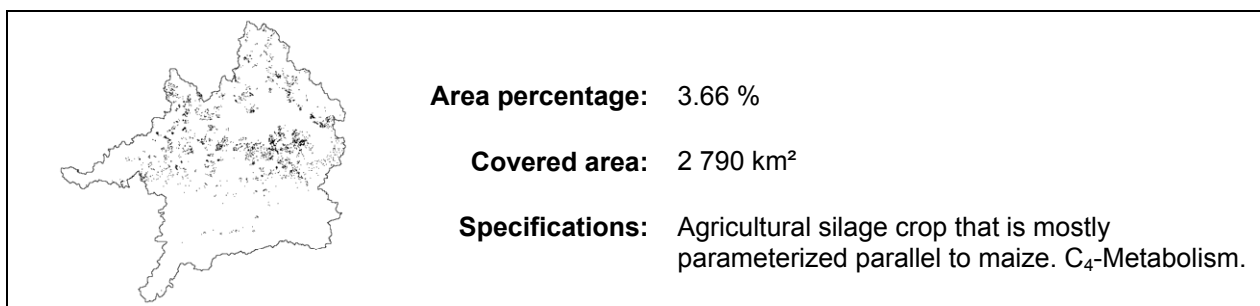 Area percentage: 3.66 %
Covered area: 2 790 km²
Specifications: Agricultural silage crop that is mostly
parameterized parallel to maize. C₄-Metabolism.